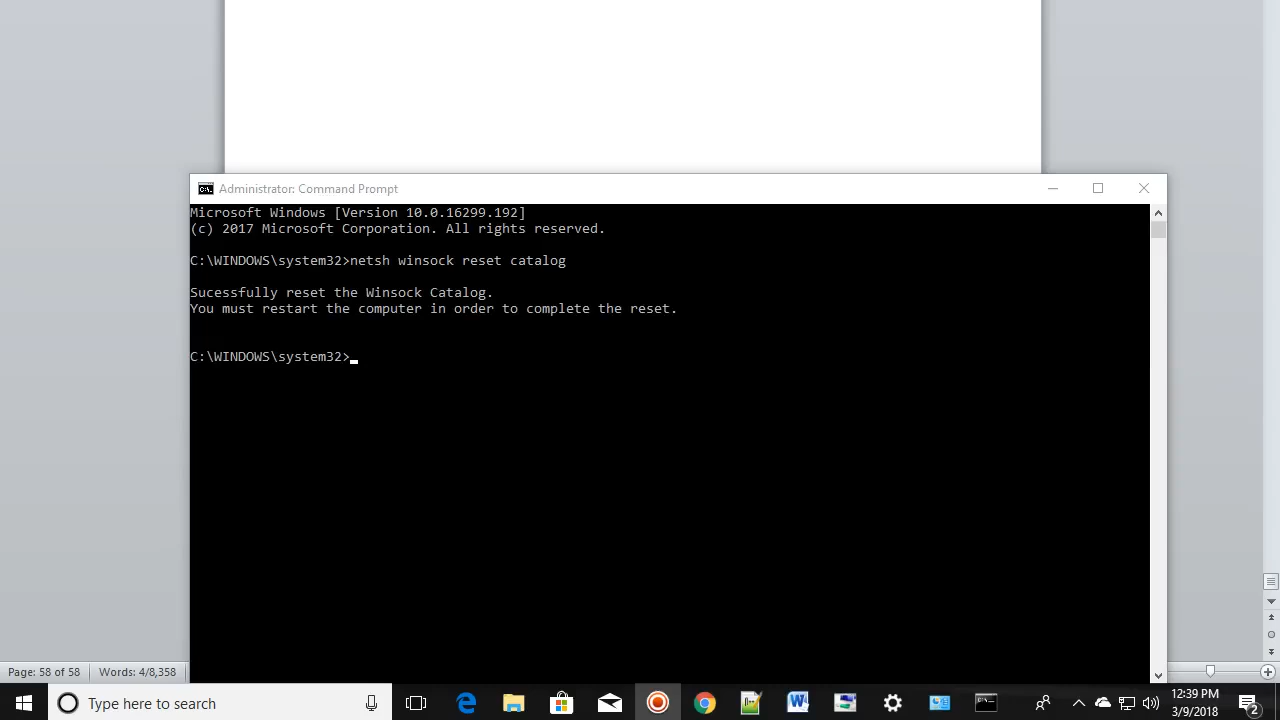 Administrator: Command Prompt
Microsoft Windows [Version 10.0.16299.192]
(c) 2017 Microsoft Corporation. All rights reserved.
C:\WINDOWS\system32>netsh winsock reset catalog
Sucessfully reset the Winsock Catalog.
You must restart the computer in order to complete the reset.
C:\WINDOWS\system32>
Page: 58 of 58
Words: 4/8,358
Type here to search
12:39 PM
3/9/2018
2